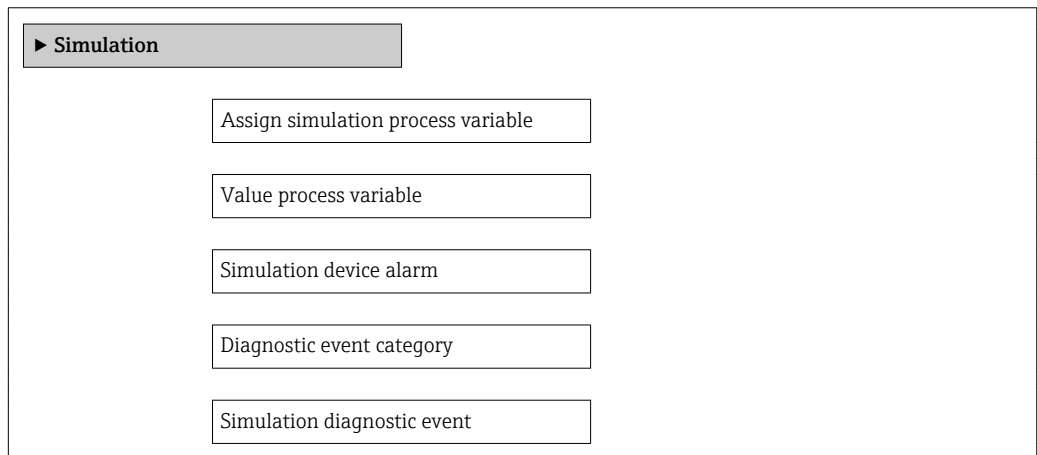 ▶ Simulation
Assign simulation process variable
Value process variable
Simulation device alarm
Diagnostic event category
Simulation diagnostic event